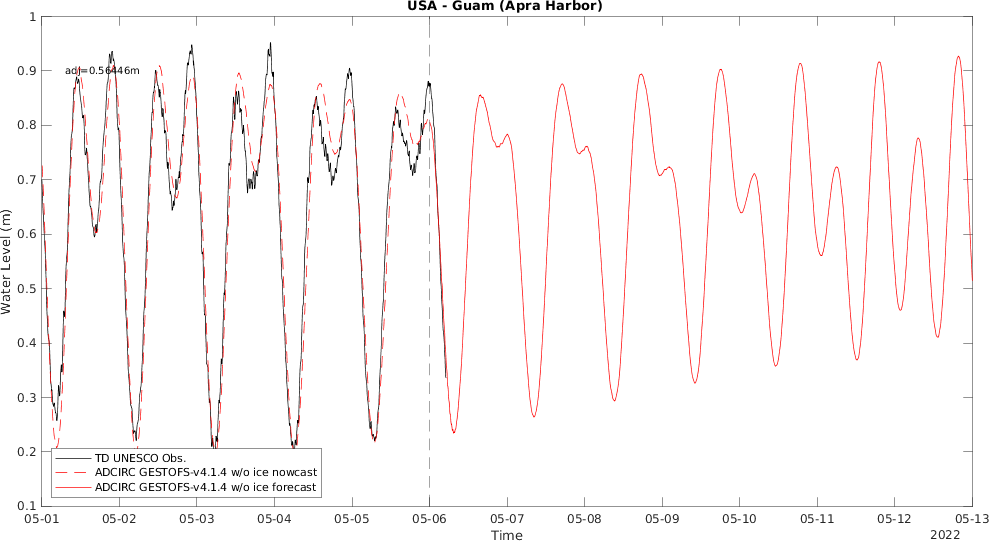 USA - Guam (Apra Harbor)
1
0.9
0.8
0.7
0.6
0.5
0.4
0.3
0.2
0.1
Water Level (m)
adj=0.56446m
TD UNESCO Obs.
ADCIRC GESTOFS-v4.1.4 w/o ice nowcast
ADCIRC GESTOFS-v4.1.4 w/o ice forecast
05-01 05-02 05-03 05-04 05-05 05-06 05-07 05-08 05-09 05-10 05-11 05-12 05-13
Time
2022